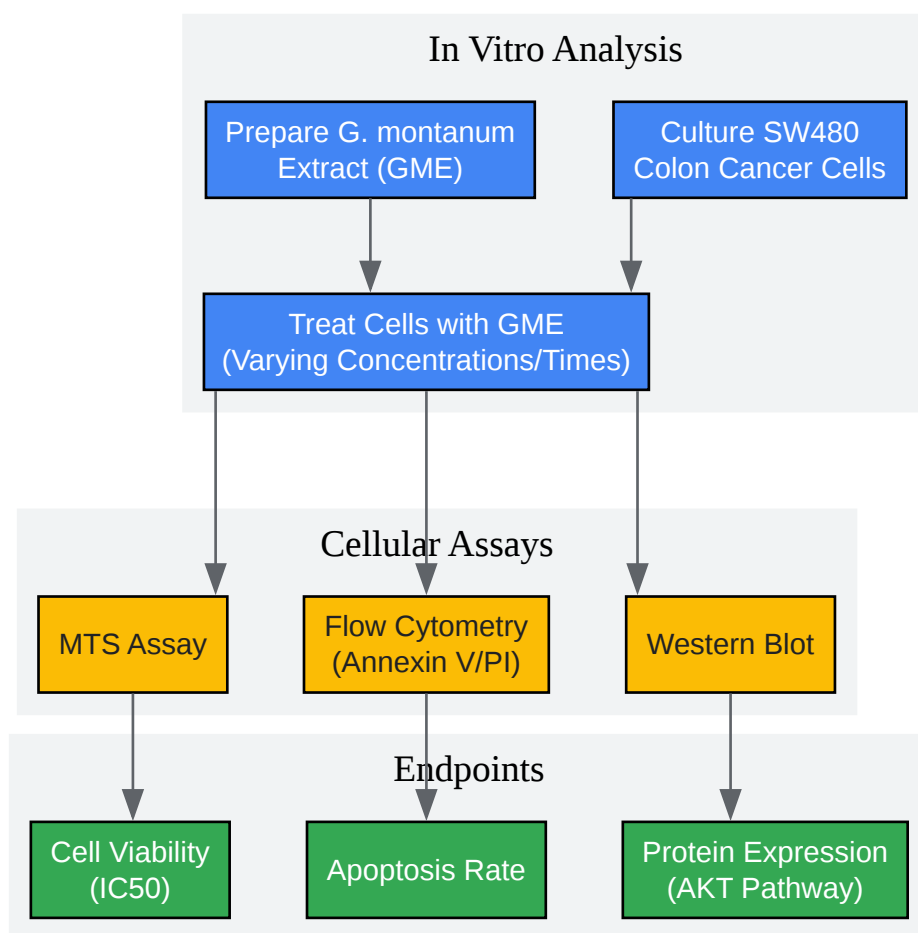 In Vitro Analysis
Prepare G. montanum
Extract (GME)
Culture SW480
Colon Cancer Cells
Treat Cells with GME
(Varying Concentrations/Times)
Cellular Assays
MTS Assay
Flow Cytometry
(Annexin V/PI)
Western Blot
Endpoints
Cell Viability
(IC50)
Apoptosis Rate
Protein Expression
(AKT Pathway)